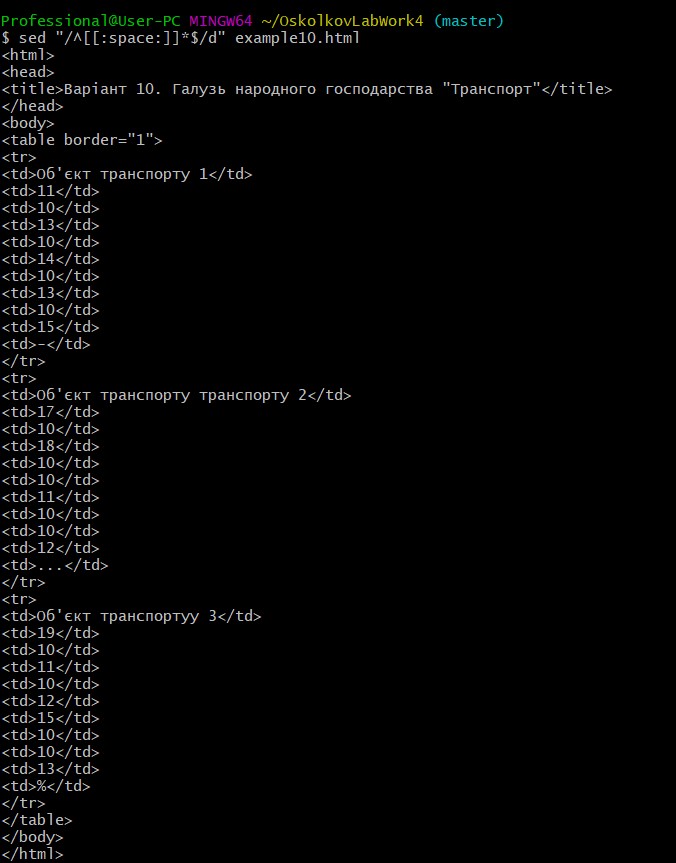 Professional@User-PC MINGW64 ~/OskolkovLabWork4 (master)
$ sed "/^[[:space:]]*$/d" example10.html
<html>
<head>
<title>Варіант 10. Галузь народного господарства "Транспорт"</title>
</head>
<body>
<table border="1">
<tr>
<td>Об'єкт транспорту 1</td>
<td>11</td>
<td>10</td>
<td>13</td>
<td>10</td>
<td>14</td>
<td>10</td>
<td>13</td>
<td>10</td>
<td>15</td>
<td>-</td>
</tr>
<tr>
<td>Об'єкт транспорту транспорту 2</td>
<td>17</td>
<td>10</td>
<td>18</td>
<td>10</td>
<td>10</td>
<td>11</td>
<td>10</td>
<td>10</td>
<td>12</td>
<td>...</td>
</tr>
<tr>
<td>Об'єкт транспортуу 3</td>
<td>19</td>
<td>10</td>
<td>11</td>
<td>10</td>
<td>12</td>
<td>15</td>
<td>10</td>
<td>10</td>
<td>13</td>
<td>%</td>
</tr>
</table>
</body>
</html>